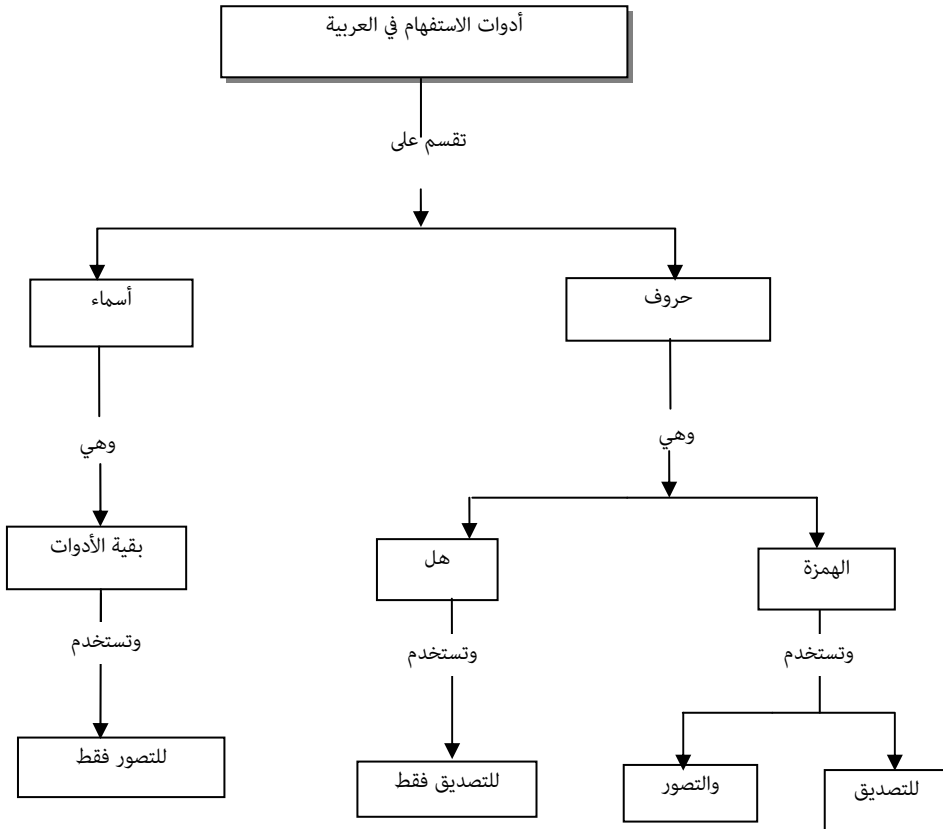 أدوات الاستفهام في العربية
تقسم على
حروف
أسماء
وهي
وهي
الهمزة
هل
بقية الأدوات
وتستخدم
وتستخدم
وتستخدم
للتصديق
والتصور
للتصديق فقط
للتصور فقط